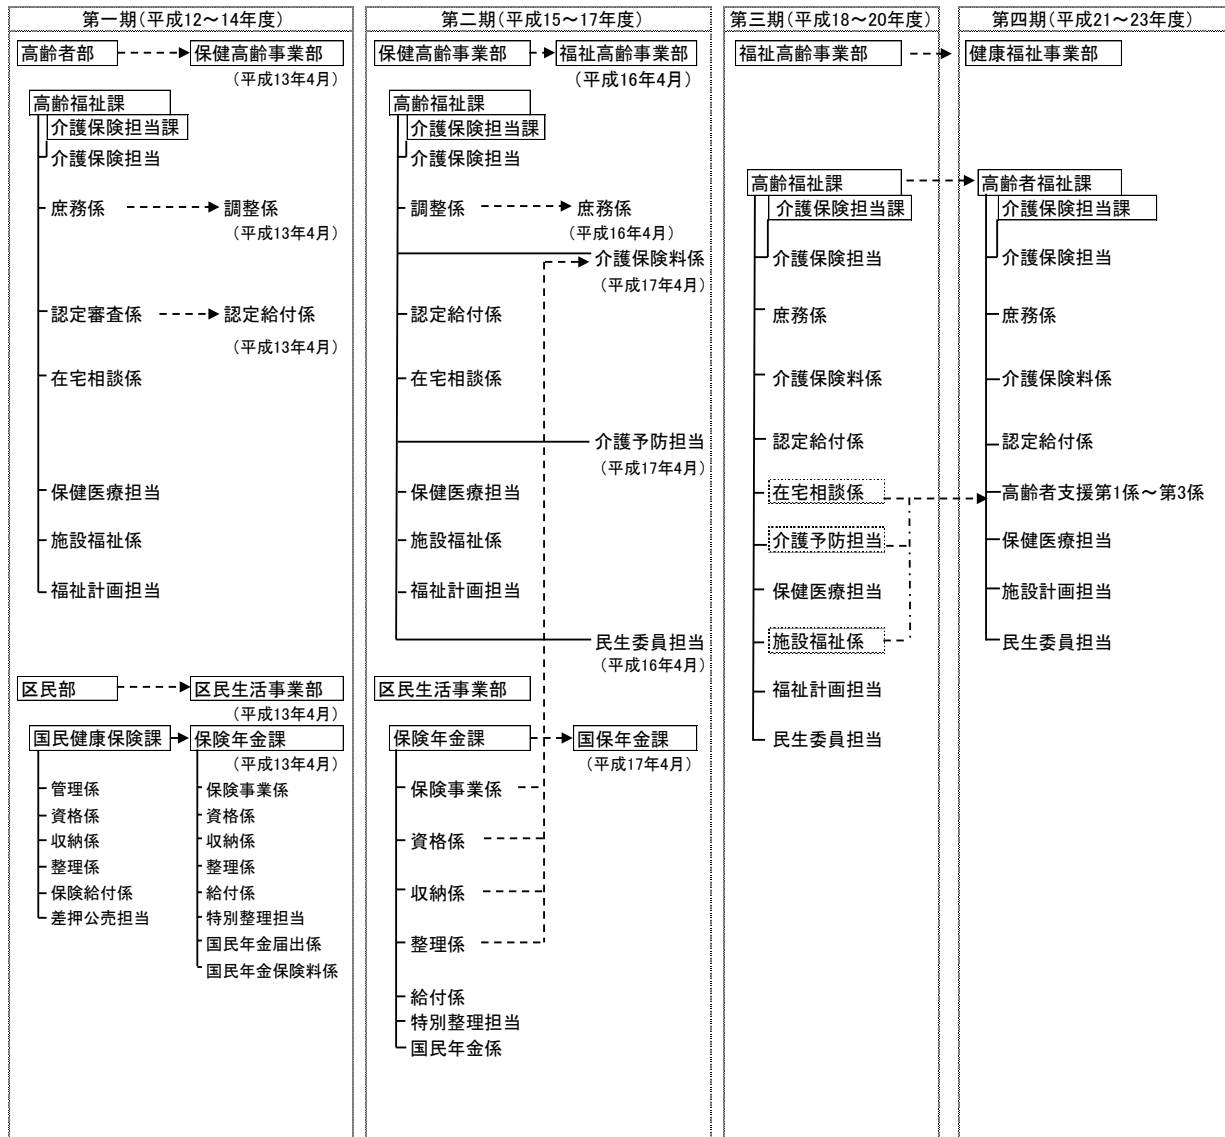 第一期(平成12～14年度)
高齢者部
保健高齢事業部
(平成13年4月)
高齢福祉課
介護保険担当課
介護保険担当
庶務係
調整係
(平成13年4月)
認定審査係
認定給付係
(平成13年4月)
在宅相談係
保健医療担当
施設福祉係
福祉計画担当
区民部
区民生活事業部
(平成13年4月)
国民健康保険課
保険年金課
(平成13年4月)
管理係
資格係
収納係
整理係
保険給付係
差押公売担当
保険事業係
資格係
収納係
整理係
給付係
特別整理担当
国民年金届出係
国民年金保険料係
第二期(平成15～17年度)
保健高齢事業部
福祉高齢事業部
(平成16年4月)
高齢福祉課
介護保険担当課
介護保険担当
調整係
庶務係
(平成16年4月)
介護保険料係
(平成17年4月)
認定給付係
在宅相談係
介護予防担当
(平成17年4月)
保健医療担当
施設福祉係
福祉計画担当
民生委員担当
(平成16年4月)
区民生活事業部
保険年金課
国保年金課
(平成17年4月)
保険事業係
資格係
収納係
整理係
給付係
特別整理担当
国民年金係
第三期(平成18～20年度)
福祉高齢事業部
高齢福祉課
介護保険担当課
介護保険担当
庶務係
介護保険料係
認定給付係
在宅相談係
介護予防担当
保健医療担当
施設福祉係
福祉計画担当
民生委員担当
第四期(平成21～23年度)
健康福祉事業部
高齢者福祉課
介護保険担当課
介護保険担当
庶務係
介護保険料係
認定給付係
高齢者支援第1係～第3係
保健医療担当
施設計画担当
民生委員担当